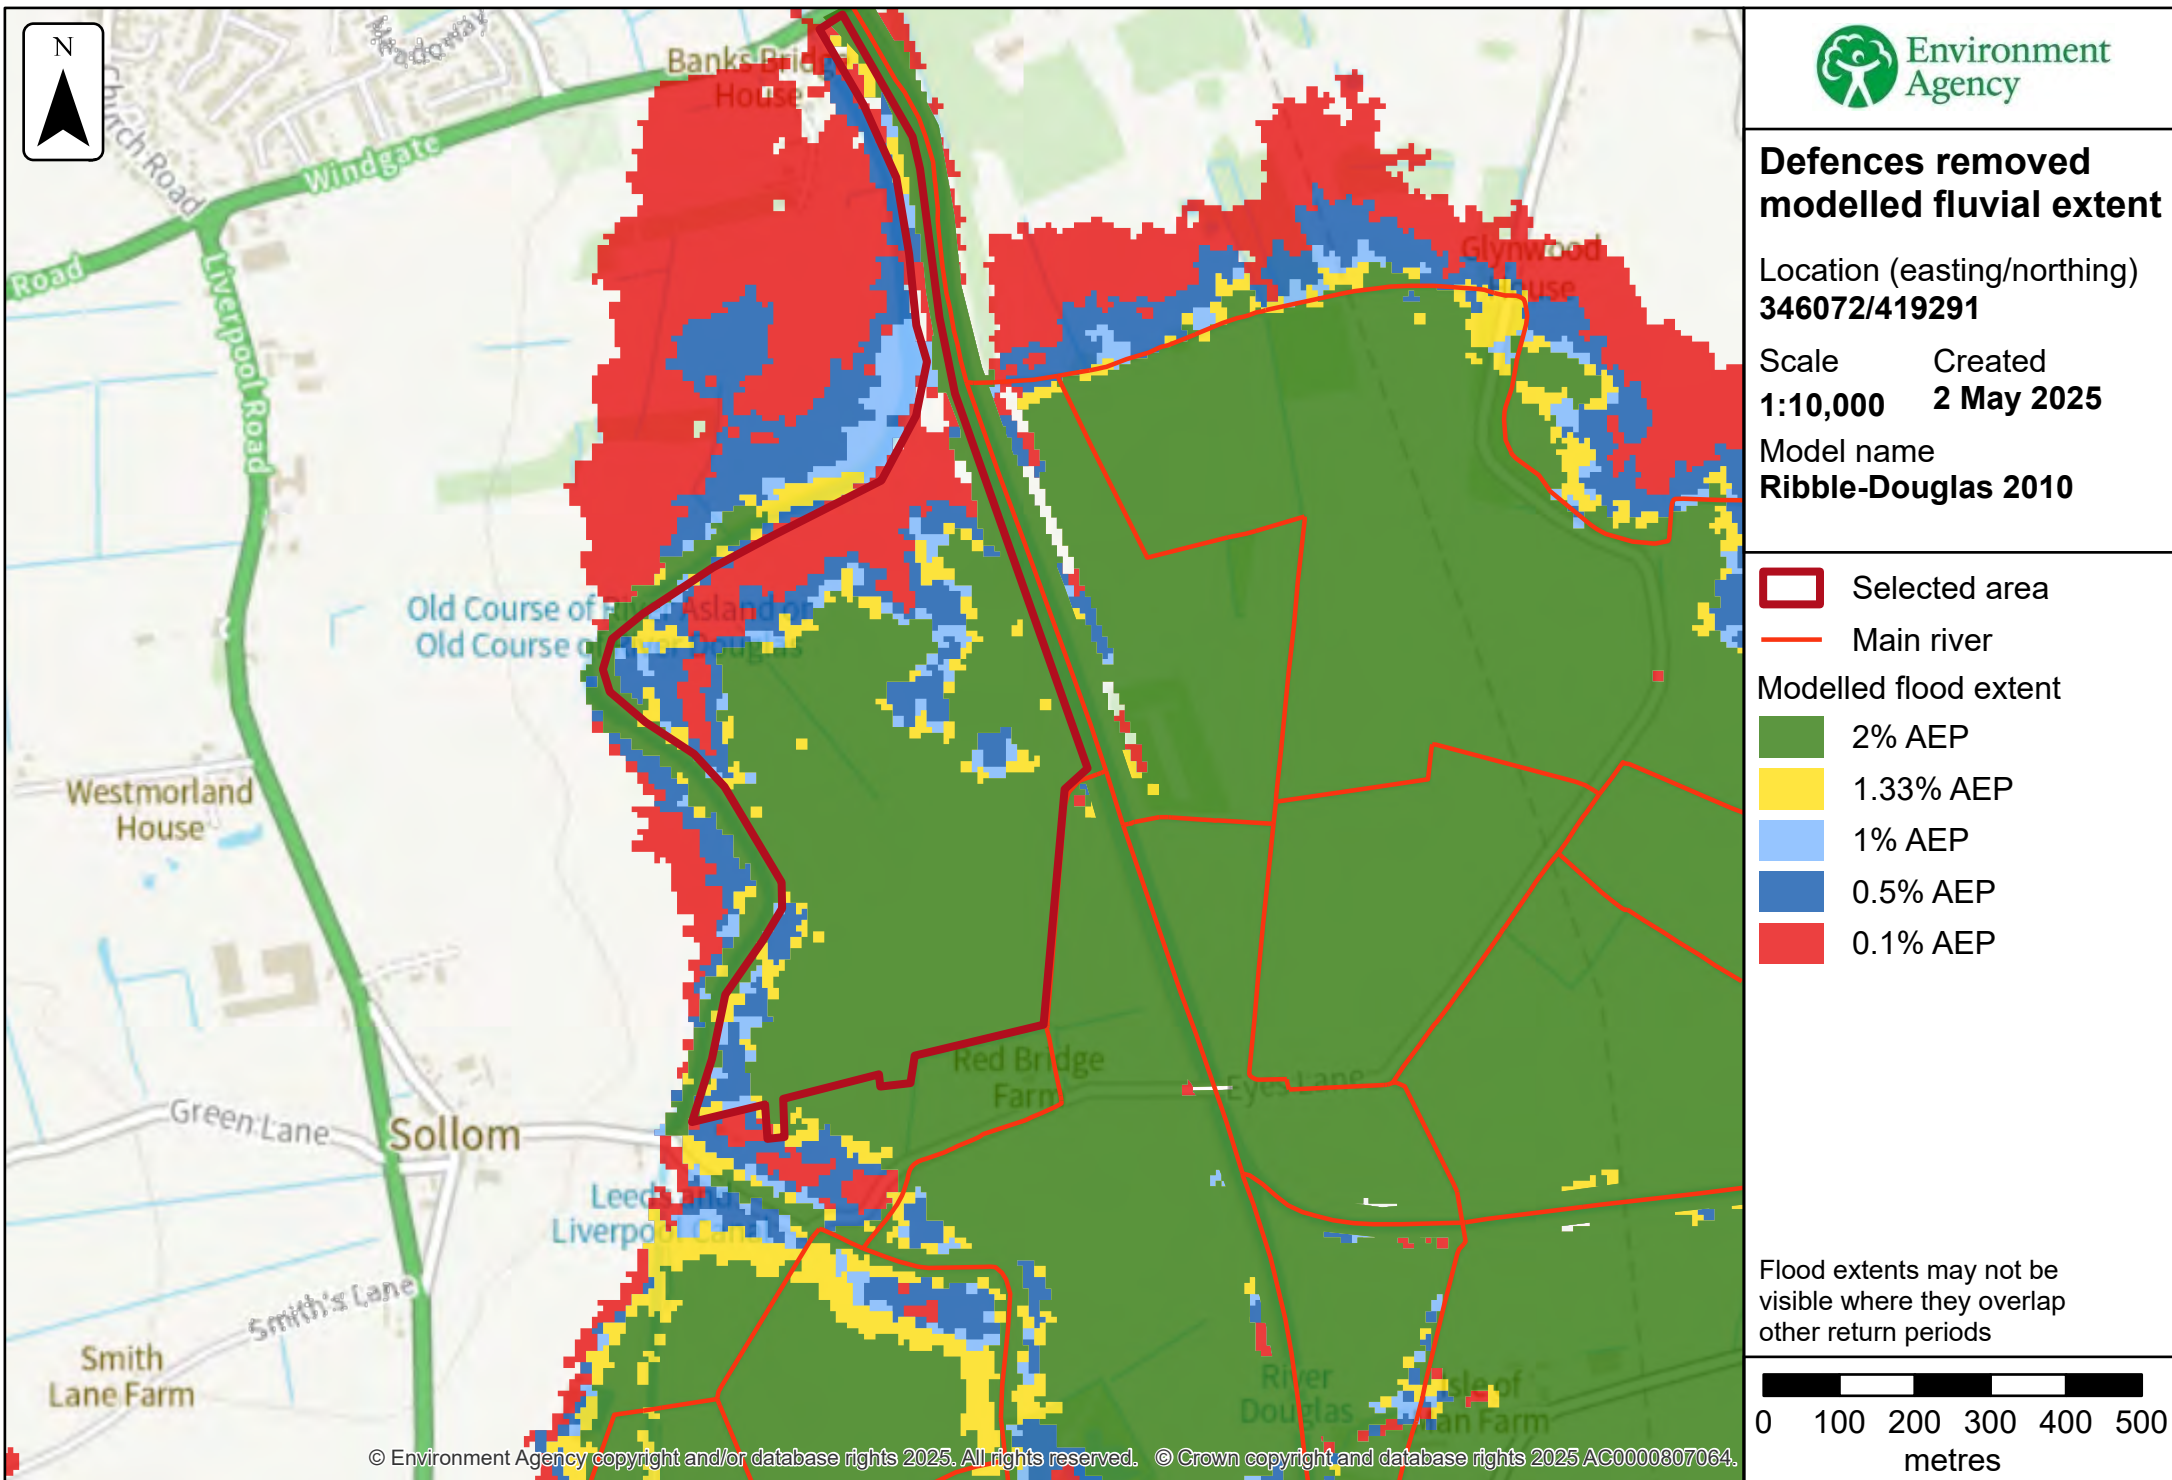 N
Church Road
Banks Bridge
House
Windgate
Road
Liverpool Road
Glynwood
House
Old Course of River Asland or
Old Course of River Douglas
Westmorland
House
Red Bridge
Farm
Eyes Lane
Green Lane
Sollom
Leeds and
Liverpool Canal
Smith's Lane
Smith
Lane Farm
River
Douglas
Isle of
Man Farm
© Environment Agency copyright and/or database rights 2025. All rights reserved. © Crown copyright and database rights 2025 AC0000807064.
Environment
Agency
Defences removed
modelled fluvial extent
Location (easting/northing)
346072/419291
Scale Created
1:10,000 2 May 2025
Model name
Ribble-Douglas 2010
Selected area
Main river
Modelled flood extent
2% AEP
1.33% AEP
1% AEP
0.5% AEP
0.1% AEP
Flood extents may not be
visible where they overlap
other return periods
0 100 200 300 400 500
metres